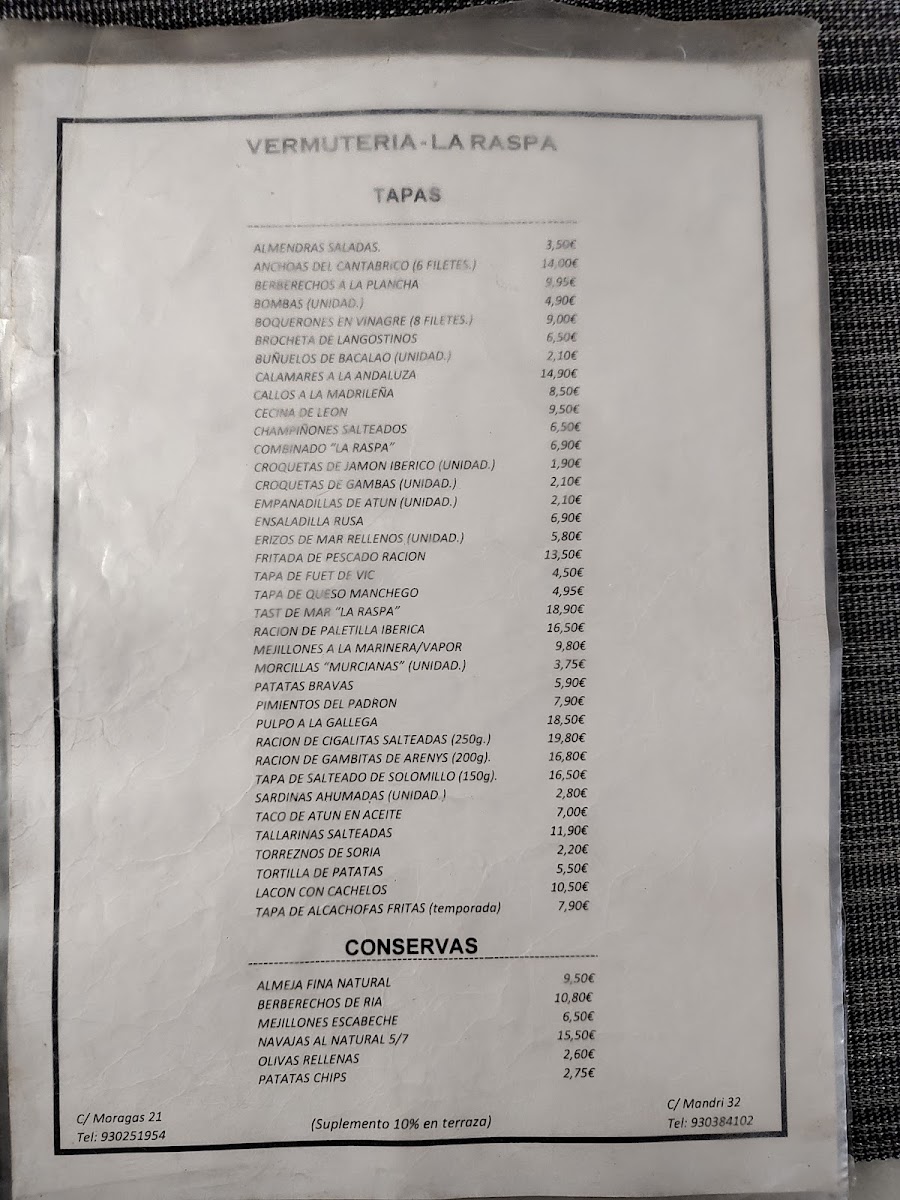 VERMUTERIA - LA RASPA
TAPAS
ALMENDRAS SALADAS. 3,50€
ANCHOAS DEL CANTABRICO (6 FILETES.) 14,00€
BERBERECHOS A LA PLANCHA 9,95€
BOMBAS (UNIDAD.) 4,90€
BOQUERONES EN VINAGRE (8 FILETES.) 9,00€
BROCHETA DE LANGOSTINOS 6,50€
BUÑUELOS DE BACALAO (UNIDAD.) 2,10€
CALAMARES A LA ANDALUZA 14,90€
CALLOS A LA MADRILEÑA 8,50€
CECINA DE LEON 9,50€
CHAMPIÑONES SALTEADOS 6,50€
COMBINADO "LA RASPA" 6,90€
CROQUETAS DE JAMON IBERICO (UNIDAD.) 1,90€
CROQUETAS DE GAMBAS (UNIDAD.) 2,10€
EMPANADILLAS DE ATUN (UNIDAD.) 2,10€
ENSALADILLA RUSA 6,90€
ERIZOS DE MAR RELLENOS (UNIDAD.) 5,80€
FRITADA DE PESCADO RACION 13,50€
TAPA DE FUET DE VIC 4,50€
TAPA DE QUESO MANCHEGO 4,95€
TAST DE MAR "LA RASPA" 18,90€
RACION DE PALETILLA IBERICA 16,50€
MEJILLONES A LA MARINERA/VAPOR 9,80€
MORCILLAS "MURCIANAS" (UNIDAD.) 3,75€
PATATAS BRAVAS 5,90€
PIMIENTOS DEL PADRON 7,90€
PULPO A LA GALLEGA 18,50€
RACION DE CIGALITAS SALTEADAS (250g.) 19,80€
RACION DE GAMBITAS DE ARENYS (200g). 16,80€
TAPA DE SALTEADO DE SOLOMILLO (150g). 16,50€
SARDINAS AHUMADAS (UNIDAD.) 2,80€
TACO DE ATUN EN ACEITE 7,00€
TALLARINAS SALTEADAS 11,90€
TORREZNOS DE SORIA 2,20€
TORTILLA DE PATATAS 5,50€
LACON CON CACHELOS 10,50€
TAPA DE ALCACHOFAS FRITAS (temporada) 7,90€
CONSERVAS
ALMEJA FINA NATURAL 9,50€
BERBERECHOS DE RIA 10,80€
MEJILLONES ESCABECHE 6,50€
NAVAJAS AL NATURAL 5/7 15,50€
OLIVAS RELLENAS 2,60€
PATATAS CHIPS 2,75€
C/ Moragas 21
Tel: 930251954
(Suplemento 10% en terraza)
C/ Mandri 32
Tel: 930384102